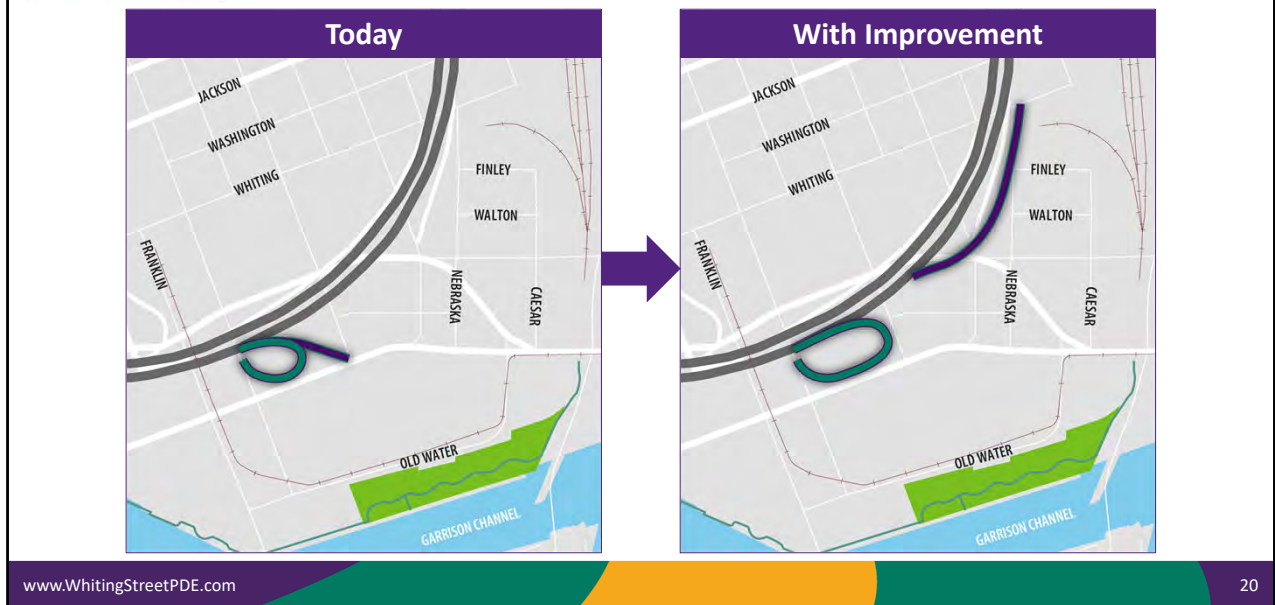 Today
JACKSON
WASHINGTON
WHITING
FINLEY
WALTON
FRANKLIN
NEBRASKA
CAESAR
OLD WATER
GARRISON CHANNEL
With Improvement
JACKSON
WASHINGTON
WHITING
FINLEY
WALTON
FRANKLIN
NEBRASKA
CAESAR
OLD WATER
GARRISON CHANNEL
www.WhitingStreetPDE.com
20